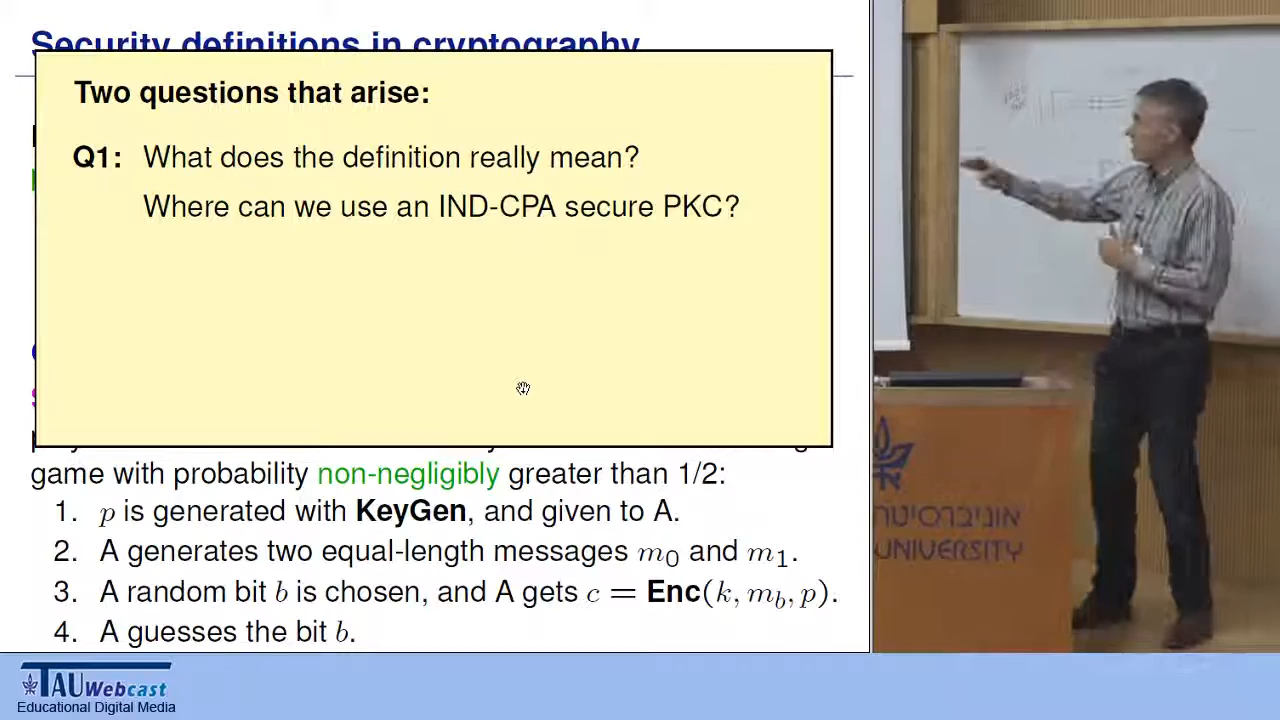 Security definitions in cryptography
Two questions that arise:
Q1: What does the definition really mean?
Where can we use an IND-CPA secure PKC?
game with probability non-negligibly greater than 1/2:
1. p is generated with KeyGen, and given to A.
2. A generates two equal-length messages m₀ and m₁.
3. A random bit b is chosen, and A gets c = Enc(k, m_b, p).
4. A guesses the bit b.
אוניברסיטת
UNIVERSITY
TAU Webcast
Educational Digital Media